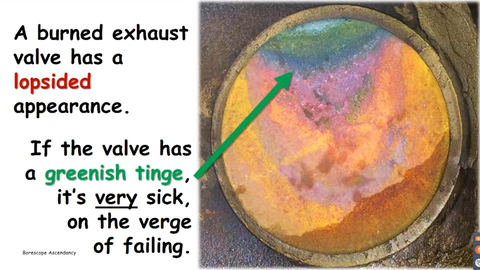 A burned exhaust
valve has a
lopsided
appearance.
If the valve has
a greenish tinge,
it's very sick,
on the verge
of failing.
Borescope Ascendancy